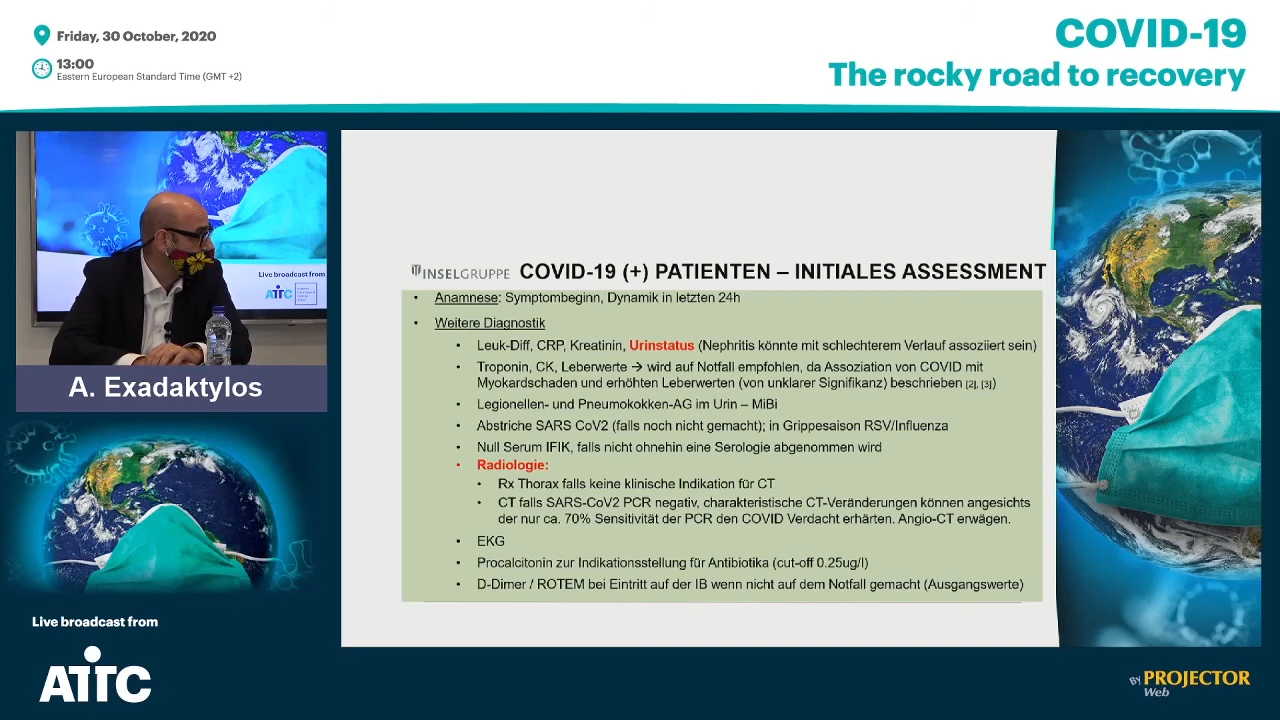 Friday, 30 October, 2020
13:00
Eastern European Standard Time (GMT +2)
COVID-19
The rocky road to recovery
Live broadcast from
ATTC
A. Exadaktylos
INSELGRUPPE COVID-19 (+) PATIENTEN – INITIALES ASSESSMENT
• Anamnese: Symptombeginn, Dynamik in letzten 24h
• Weitere Diagnostik
• Leuk-Diff, CRP, Kreatinin, Urinstatus (Nephritis könnte mit schlechterem Verlauf assoziiert sein)
• Troponin, CK, Leberwerte → wird auf Notfall empfohlen, da Assoziation von COVID mit
Myokardschaden und erhöhten Leberwerten (von unklarer Signifikanz) beschrieben [2], [3])
• Legionellen- und Pneumokokken-AG im Urin – MiBi
• Abstriche SARS CoV2 (falls noch nicht gemacht); in Grippesaison RSV/Influenza
• Null Serum IFIK, falls nicht ohnehin eine Serologie abgenommen wird
• Radiologie:
• Rx Thorax falls keine klinische Indikation für CT
• CT falls SARS-CoV2 PCR negativ, charakteristische CT-Veränderungen können angesichts
der nur ca. 70% Sensitivität der PCR den COVID Verdacht erhärten. Angio-CT erwägen.
• EKG
• Procalcitonin zur Indikationsstellung für Antibiotika (cut-off 0.25ug/l)
• D-Dimer / ROTEM bei Eintritt auf der IB wenn nicht auf dem Notfall gemacht (Ausgangswerte)
Live broadcast from
ATTC
By PROJECTOR
Web